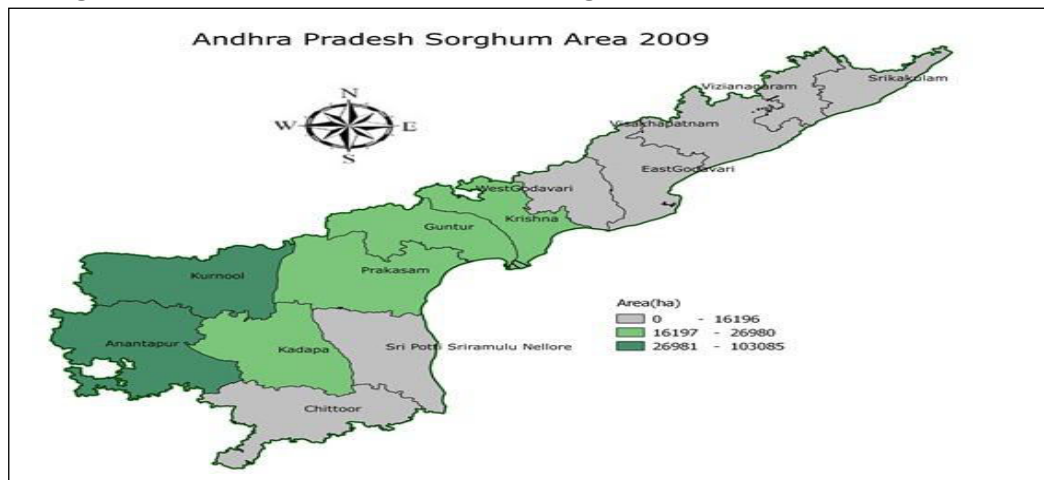 Andhra Pradesh Sorghum Area 2009
N
W E
S
Srikakulam
Vizianagaram
Visakhapatnam
EastGodavari
WestGodavari
Krishna
Guntur
Prakasam
Kurnool
Anantapur
Kadapa
Sri Potti Sriramulu Nellore
Chittoor
Area(ha)
0 - 16196
16197 - 26980
26981 - 103085